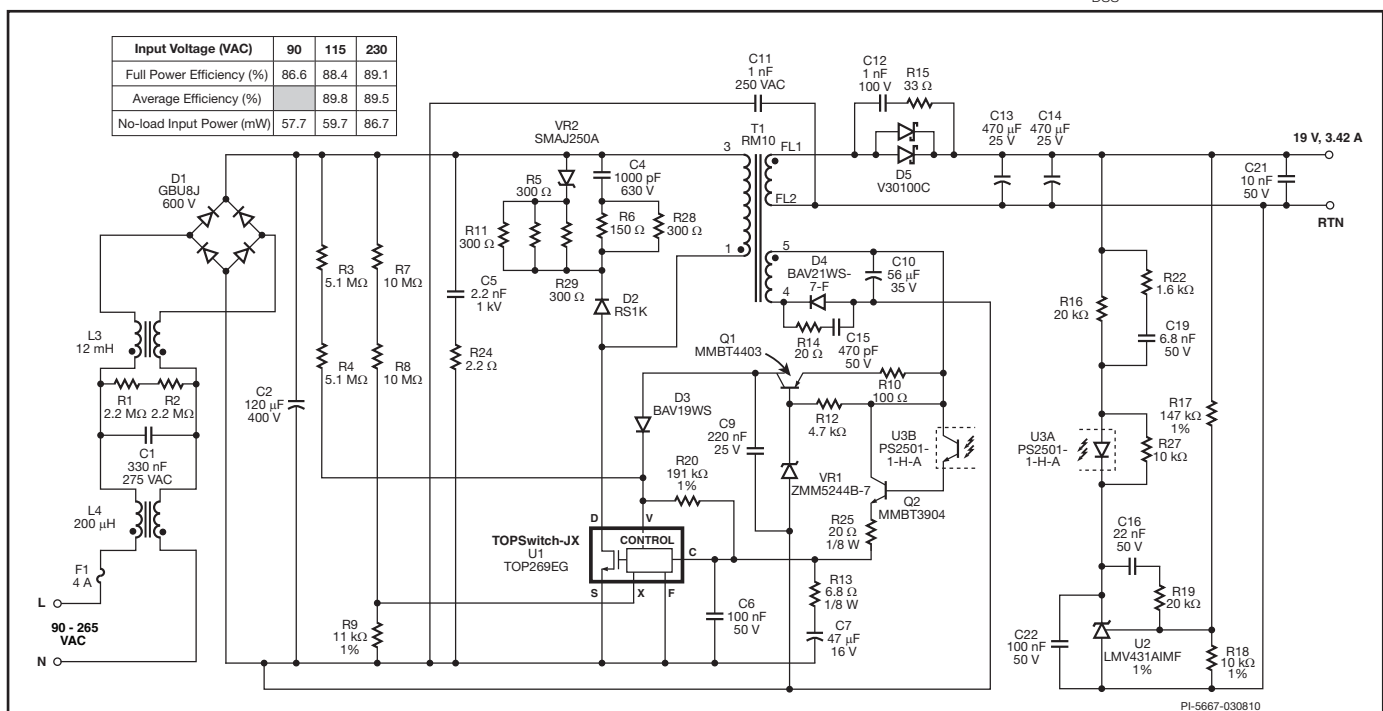 Input Voltage (VAC) 90 115 230
Full Power Efficiency (%) 86.6 88.4 89.1
Average Efficiency (%) 89.8 89.5
No-load Input Power (mW) 57.7 59.7 86.7
C11
1 nF
250 VAC
C12
1 nF
100 V
R15
33 Ω
VR2
SMAJ250A
T1
RM10
3
FL1
C13
470 µF
25 V
C14
470 µF
25 V
19 V, 3.42 A
D5
V30100C
C21
10 nF
50 V
FL2
RTN
D1
GBU8J
600 V
C4
1000 pF
630 V
R5
300 Ω
R11
300 Ω
R6
150 Ω
R28
300 Ω
1
5
D4
BAV21WS-
7-F
C10
56 µF
35 V
4
R3
5.1 MΩ
R7
10 MΩ
C5
2.2 nF
1 kV
R29
300 Ω
D2
RS1K
R14
20 Ω
C15
470 pF
50 V
R16
20 kΩ
R22
1.6 kΩ
C19
6.8 nF
50 V
L3
12 mH
Q1
MMBT4403
R4
5.1 MΩ
R8
10 MΩ
R24
2.2 Ω
R10
100 Ω
R1
2.2 MΩ
R2
2.2 MΩ
C2
120 µF
400 V
D3
BAV19WS
C9
220 nF
25 V
R12
4.7 kΩ
U3B
PS2501-
1-H-A
U3A
PS2501-
1-H-A
R17
147 kΩ
1%
R27
10 kΩ
C1
330 nF
275 VAC
R20
191 kΩ
1%
VR1
ZMM5244B-7
Q2
MMBT3904
L4
200 µH
D
V
R25
20 Ω
1/8 W
C16
22 nF
50 V
TOPSwitch-JX
U1
TOP269EG
CONTROL
C
S
X
F
F1
4 A
R13
6.8 Ω
1/8 W
R19
20 kΩ
L
90 - 265
VAC
N
R9
11 kΩ
1%
C6
100 nF
50 V
C7
47 µF
16 V
C22
100 nF
50 V
U2
LMV431AIMF
1%
R18
10 kΩ
1%
PI-5667-030810